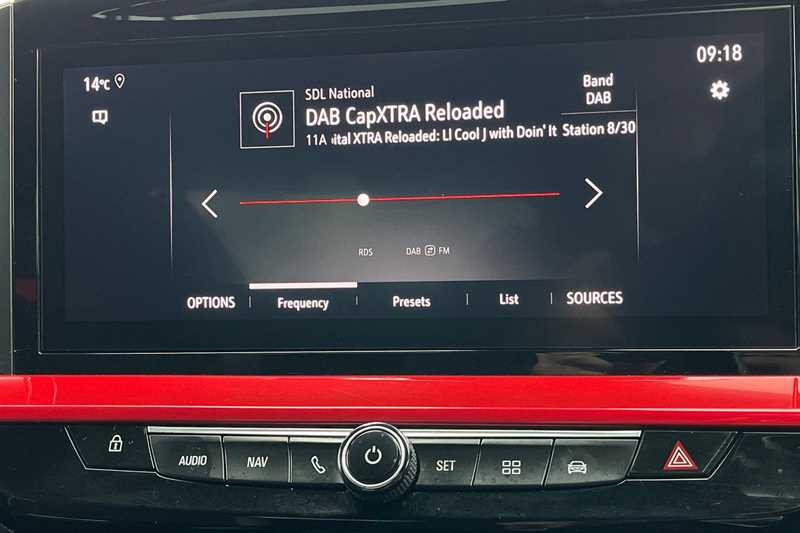 14°C
09:18
SDL National
DAB CapXTRA Reloaded
11A ital XTRA Reloaded: Ll Cool J with Doin' It
Band
DAB
Station 8/30
RDS
DAB FM
OPTIONS
Frequency
Presets
List
SOURCES
AUDIO
NAV
SET